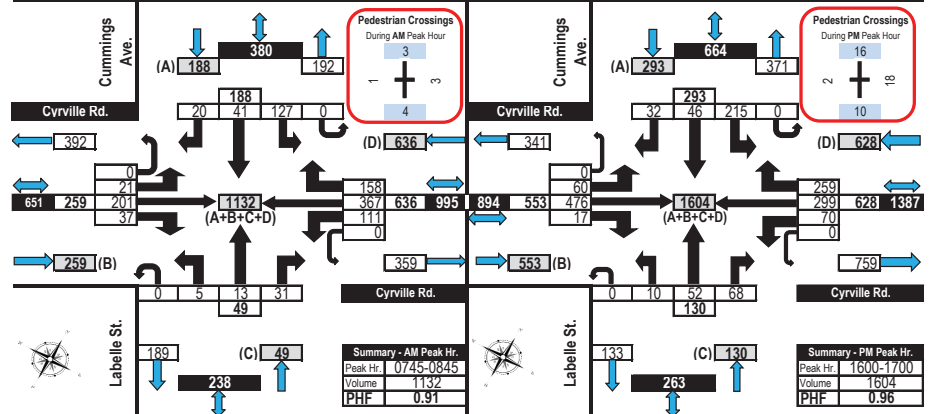 Cummings Ave.
380
(A) 188 192
188
20 41 127 0
Pedestrian Crossings
During AM Peak Hour
3
1 3
4
Cyrville Rd.
392
(D) 636
0
21
201
37
651 259
1132
(A+B+C+D)
158
367
111
0
636 995
259 (B)
359
0 5 13 31
49
Cyrville Rd.
Labelle St.
189
(C) 49
238
Summary - AM Peak Hr.
Peak Hr. 0745-0845
Volume 1132
PHF 0.91
Cummings Ave.
664
(A) 293 371
293
32 46 215 0
Pedestrian Crossings
During PM Peak Hour
16
2 18
10
Cyrville Rd.
341
(D) 628
0
60
476
17
894 553
1604
(A+B+C+D)
259
299
70
0
628 1387
553 (B)
759
0 10 52 68
130
Cyrville Rd.
Labelle St.
133
(C) 130
263
Summary - PM Peak Hr.
Peak Hr. 1600-1700
Volume 1604
PHF 0.96